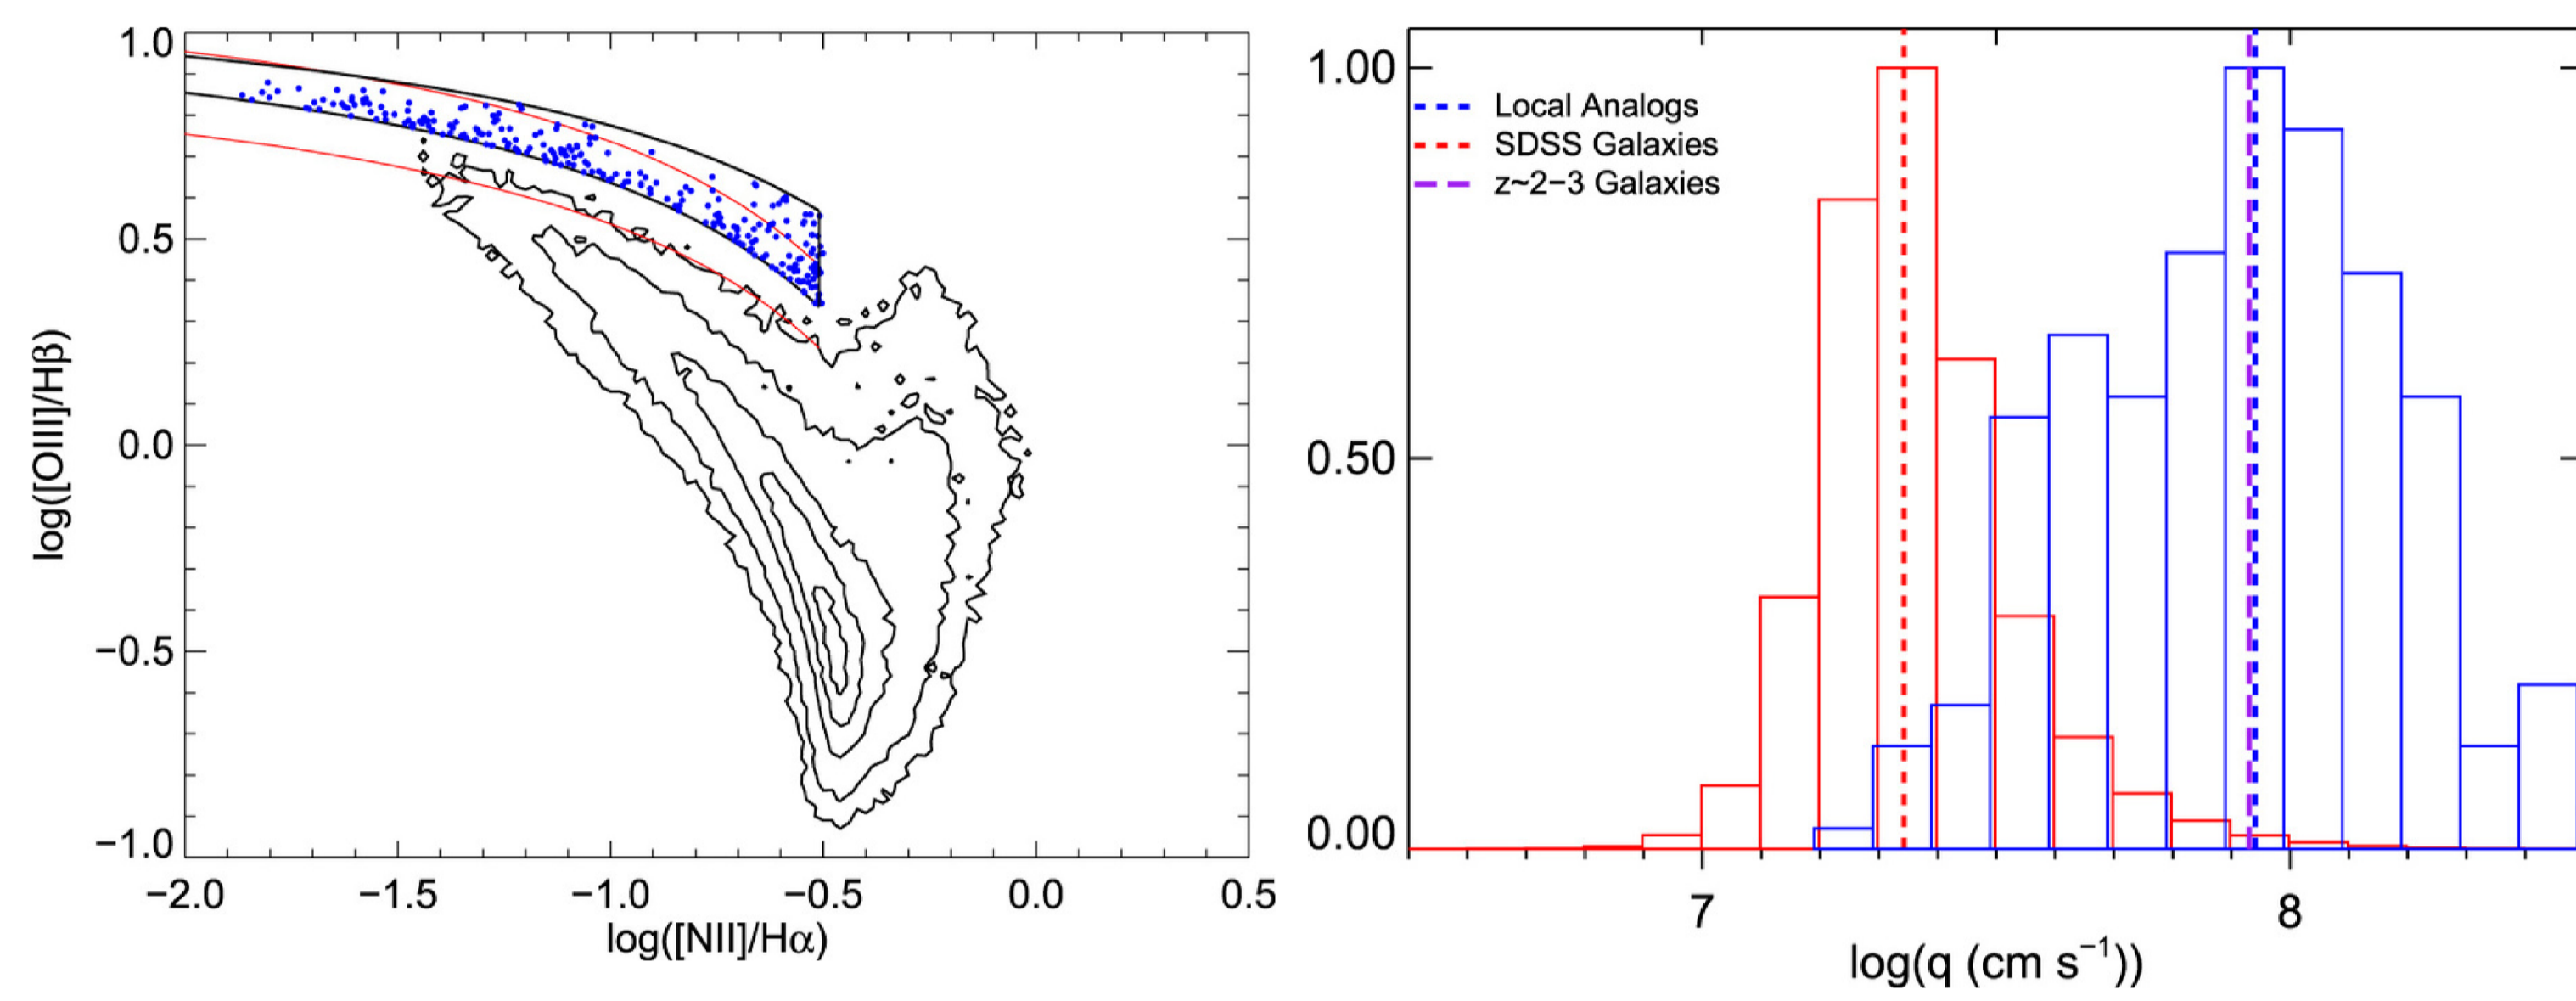 1.0
0.5
0.0
−0.5
−1.0
log([OIII]/Hβ)
−2.0 −1.5 −1.0 −0.5 0.0 0.5
log([NII]/Hα)
1.00
0.50
0.00
Local Analogs
SDSS Galaxies
z~2−3 Galaxies
7 8
log(q (cm s⁻¹))